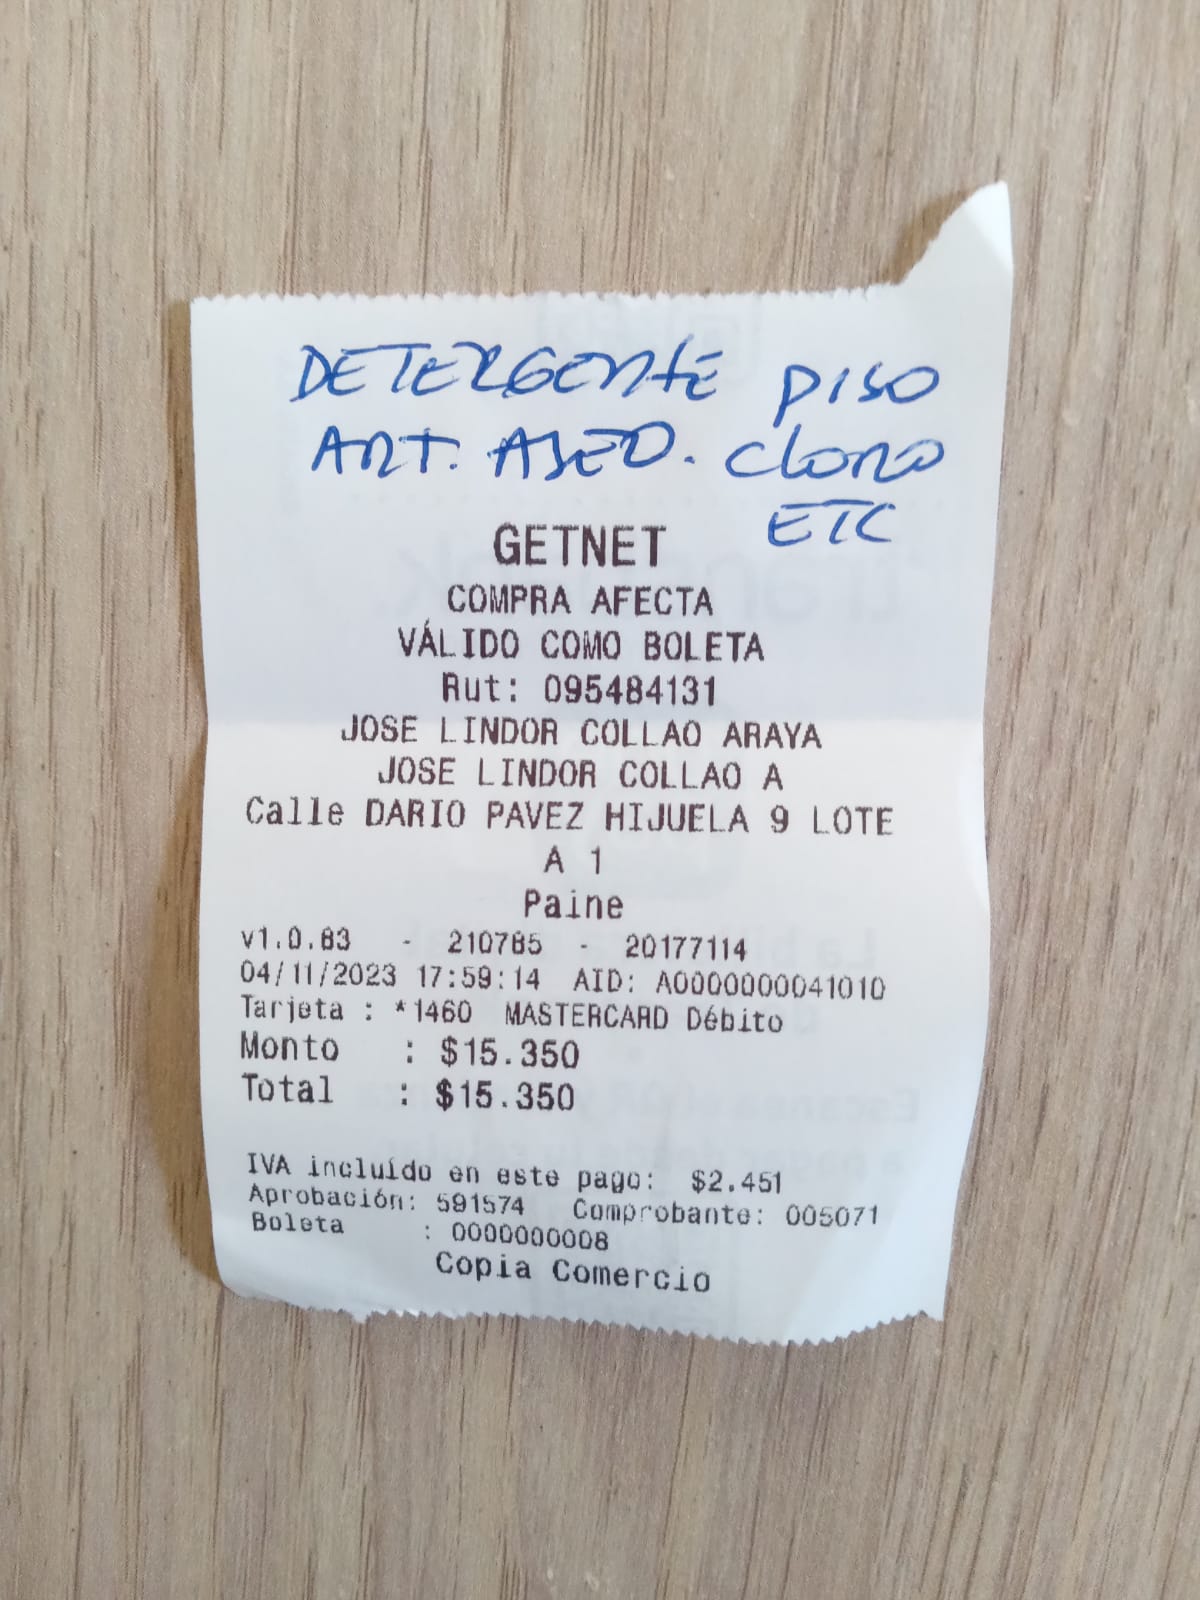 DETERGENTE PISO
ART. ASEO. CLORO
ETC
GETNET
COMPRA AFECTA
VÁLIDO COMO BOLETA
Rut: 095484131
JOSE LINDOR COLLAO ARAYA
JOSE LINDOR COLLAO A
Calle DARIO PAVEZ HIJUELA 9 LOTE
A 1
Paine
v1.0.83 - 210785 - 20177114
04/11/2023 17:59:14 AID: A0000000041010
Tarjeta : *1460 MASTERCARD Débito
Monto : $15.350
Total : $15.350
IVA incluído en este pago: $2.451
Aprobación: 591574 Comprobante: 005071
Boleta : 0000000008
Copia Comercio